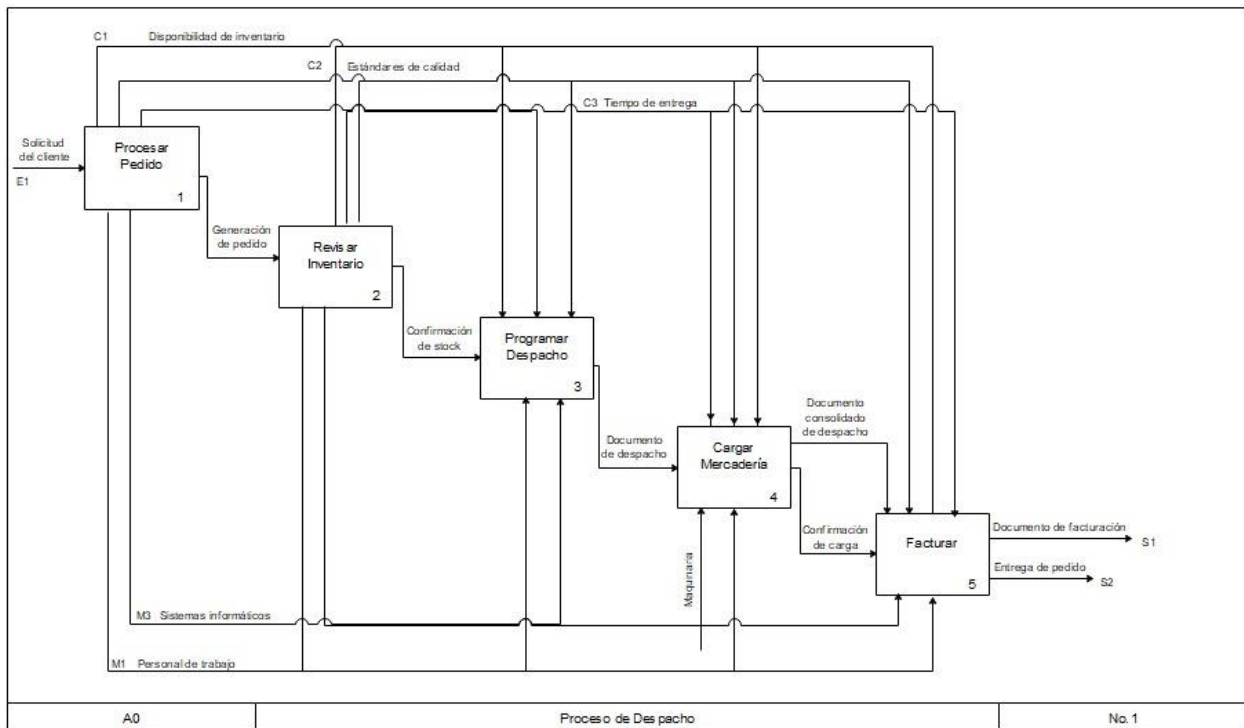 C1 Disponibilidad de inventario
C2 Estándares de calidad
C3 Tiempo de entrega
Solicitud
del cliente
E1
Procesar
Pedido
1
Generación
de pedido
Revisar
Inventario
2
Confirmación
de stock
Programar
Despacho
3
Documento
de despacho
Cargar
Mercadería
4
Documento
consolidado
de despacho
Confirmación
de carga
Maquinaria
Facturar
5
Documento de facturación
S1
Entrega de pedido
S2
M3 Sistemas informáticos
M1 Personal de trabajo
A0
Proceso de Despacho
No. 1